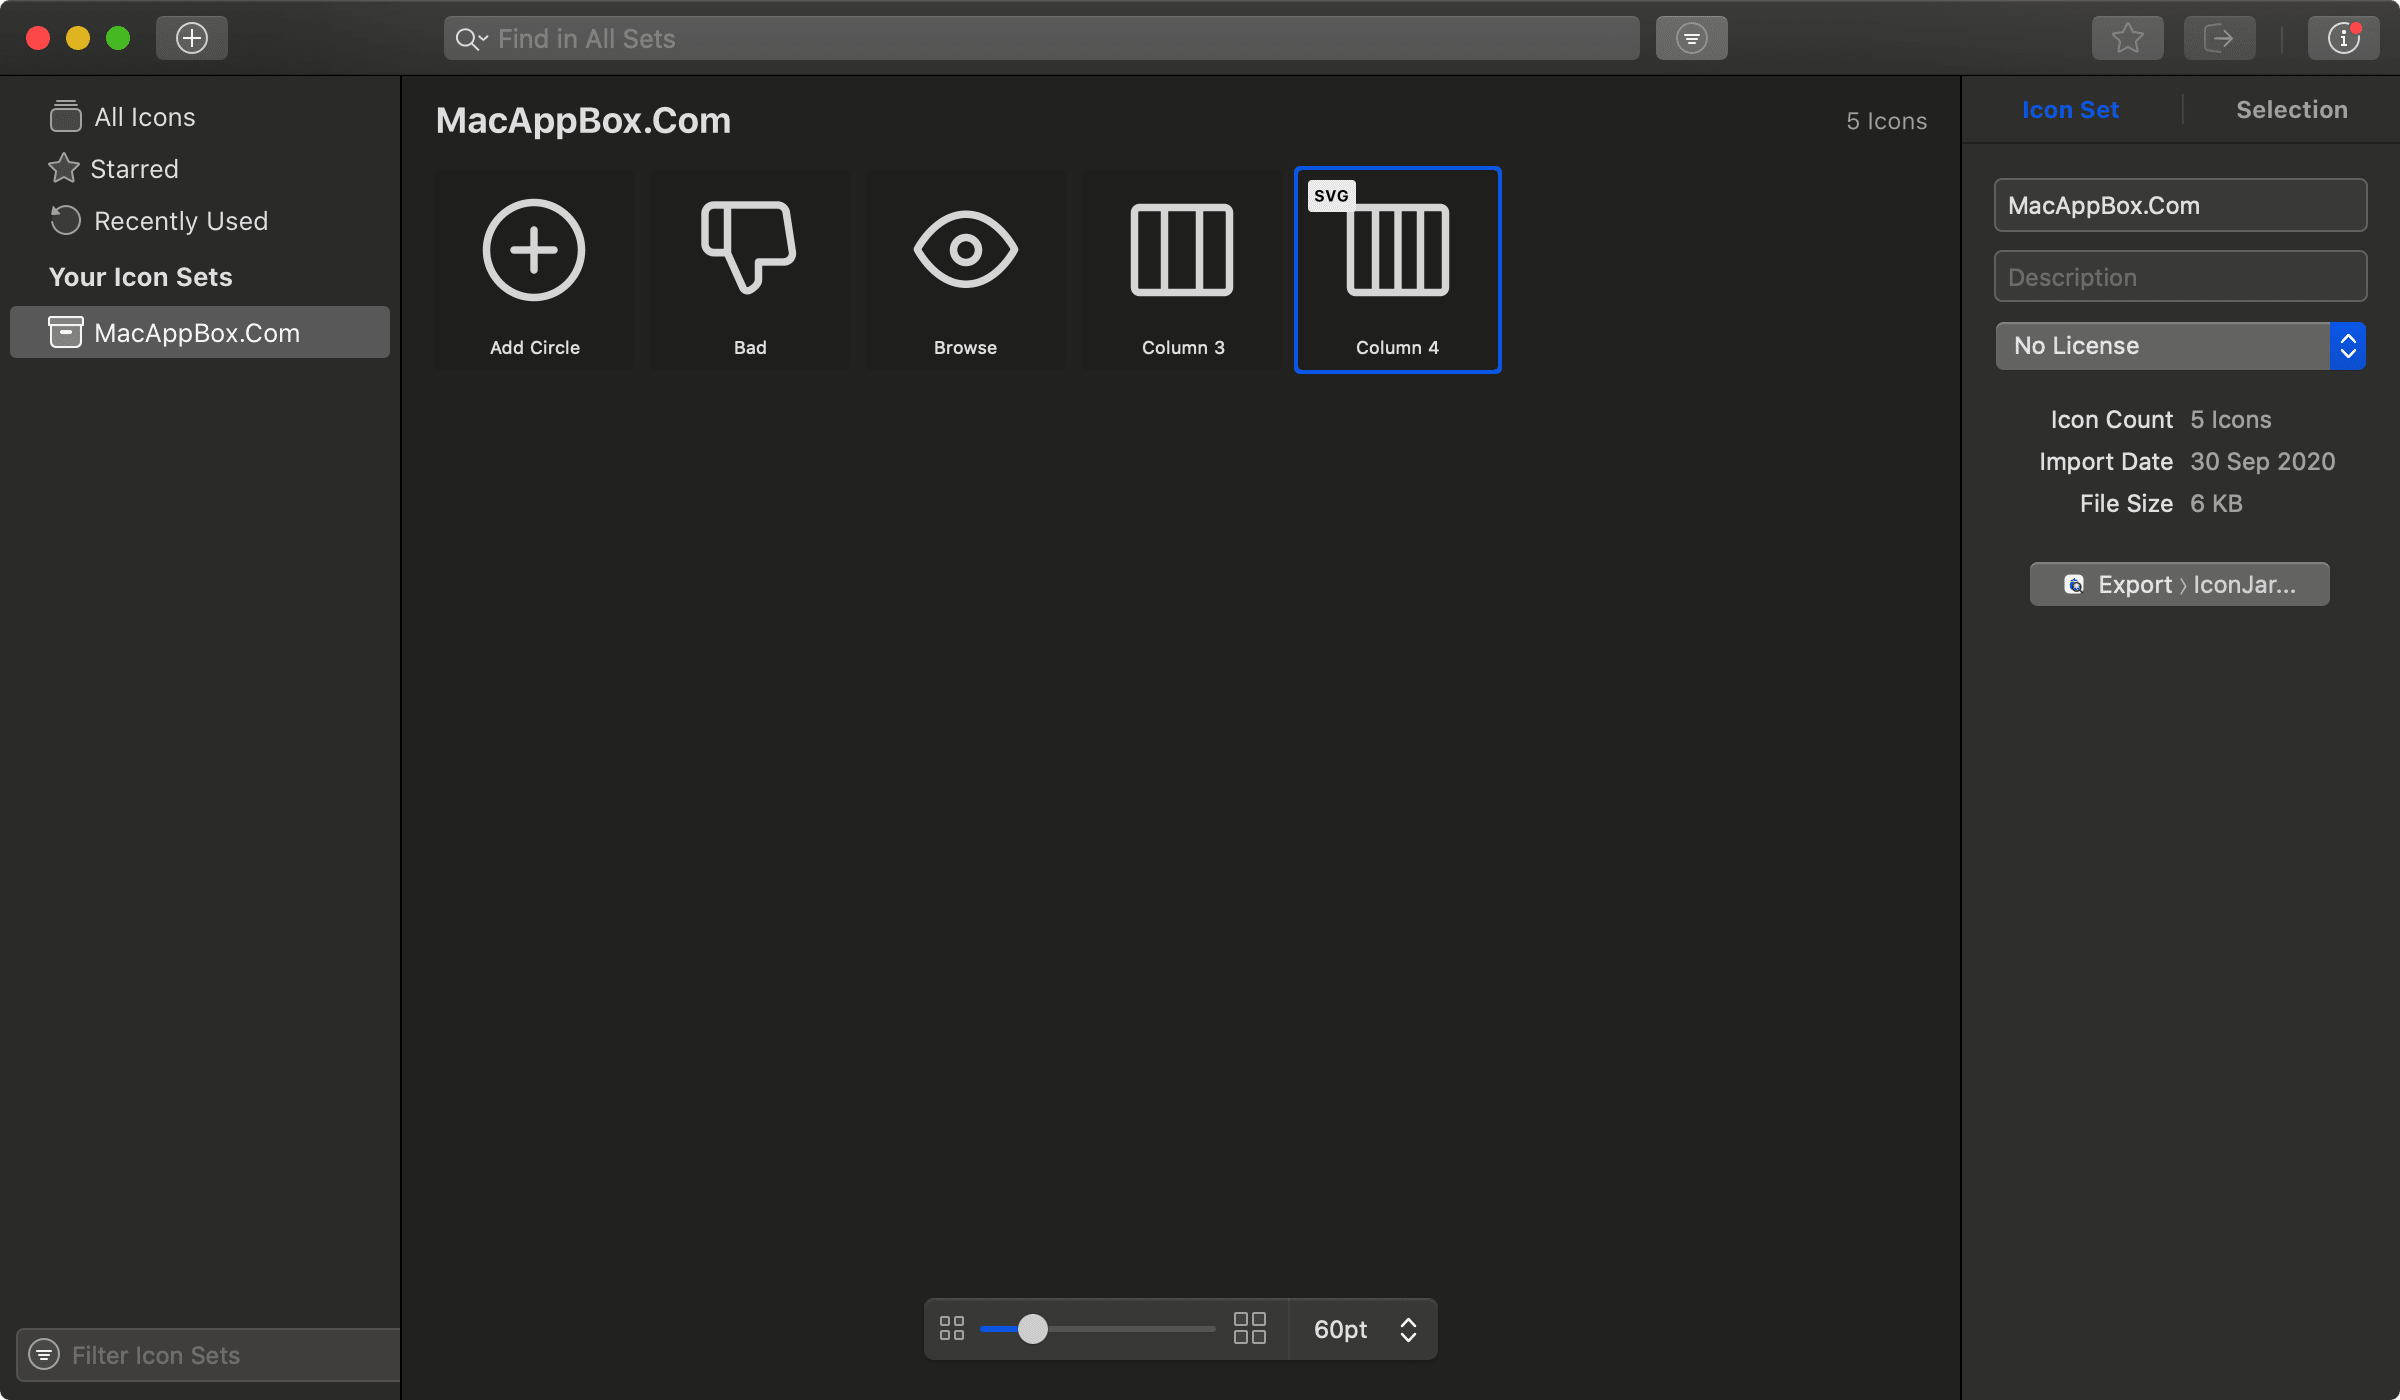 Find in All Sets
All Icons
Starred
Recently Used
Your Icon Sets
MacAppBox.Com
Filter Icon Sets
MacAppBox.Com
5 Icons
Add Circle
Bad
Browse
Column 3
SVG
Column 4
60pt
Icon Set
Selection
MacAppBox.Com
Description
No License
Icon Count 5 Icons
Import Date 30 Sep 2020
File Size 6 KB
Export 〉IconJar...